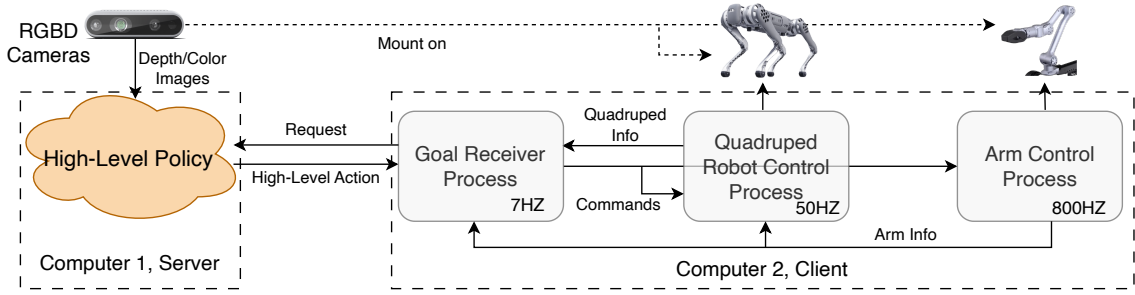 RGBD
Cameras
Mount on
Depth/Color
Images
High-Level Policy
Request
High-Level Action
Goal Receiver
Process
7HZ
Quadruped
Info
Commands
Quadruped
Robot Control
Process
50HZ
Arm Control
Process
800HZ
Arm Info
Computer 1, Server
Computer 2, Client